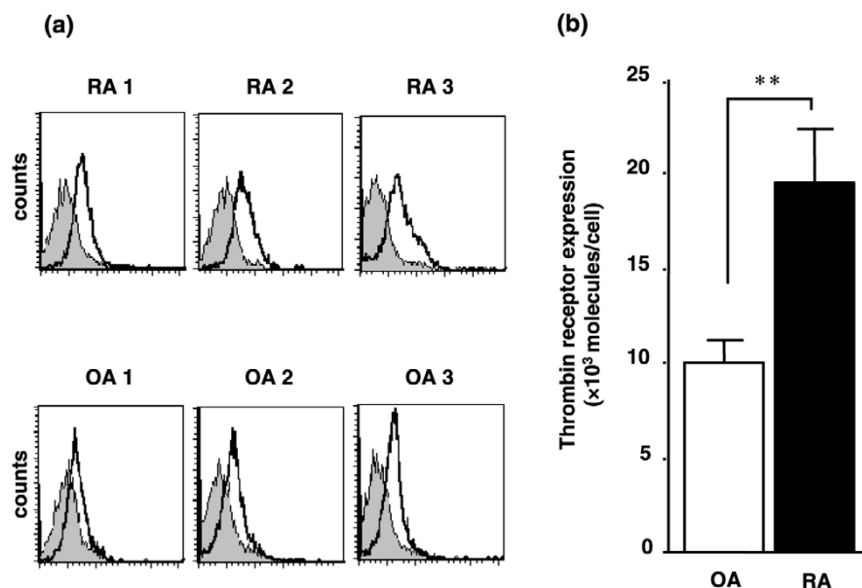 (a)
RA 1 RA 2 RA 3
counts
OA 1 OA 2 OA 3
counts
(b)
Thrombin receptor expression
(×10³ molecules/cell)
25
20
15
10
5
0
**
OA RA